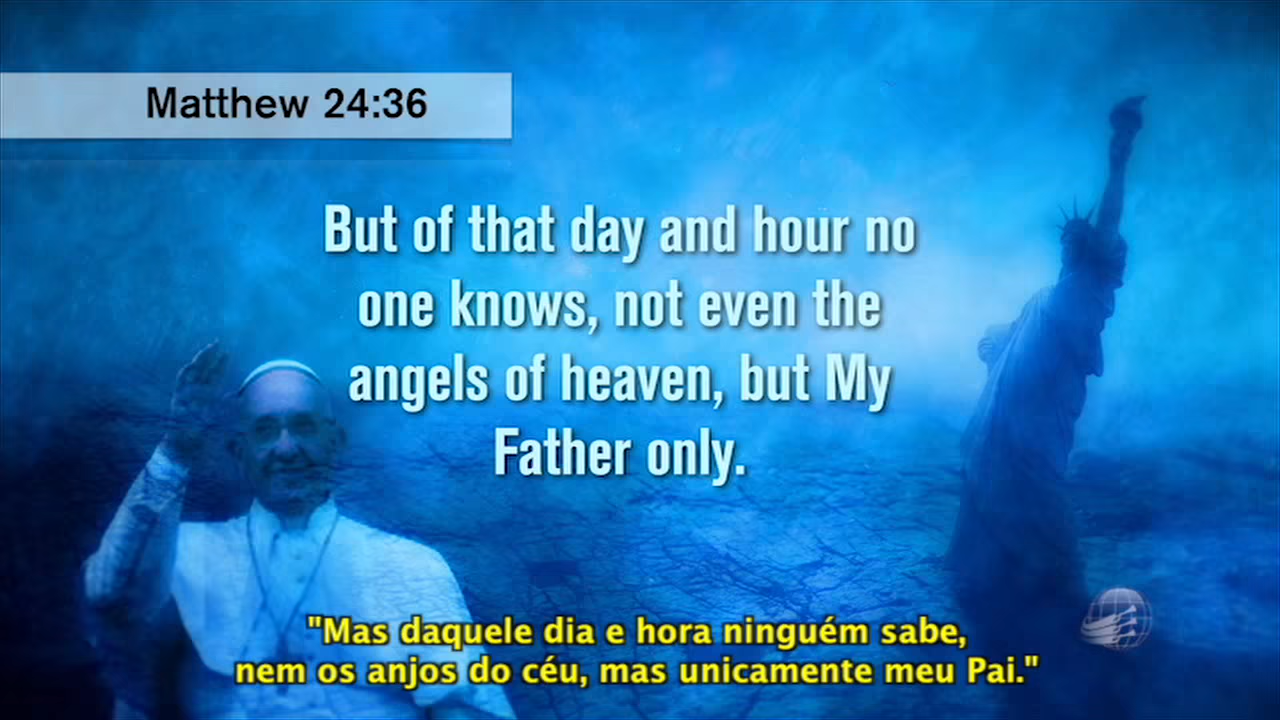 Matthew 24:36
But of that day and hour no
one knows, not even the
angels of heaven, but My
Father only.
"Mas daquele dia e hora ninguém sabe,
nem os anjos do céu, mas unicamente meu Pai."